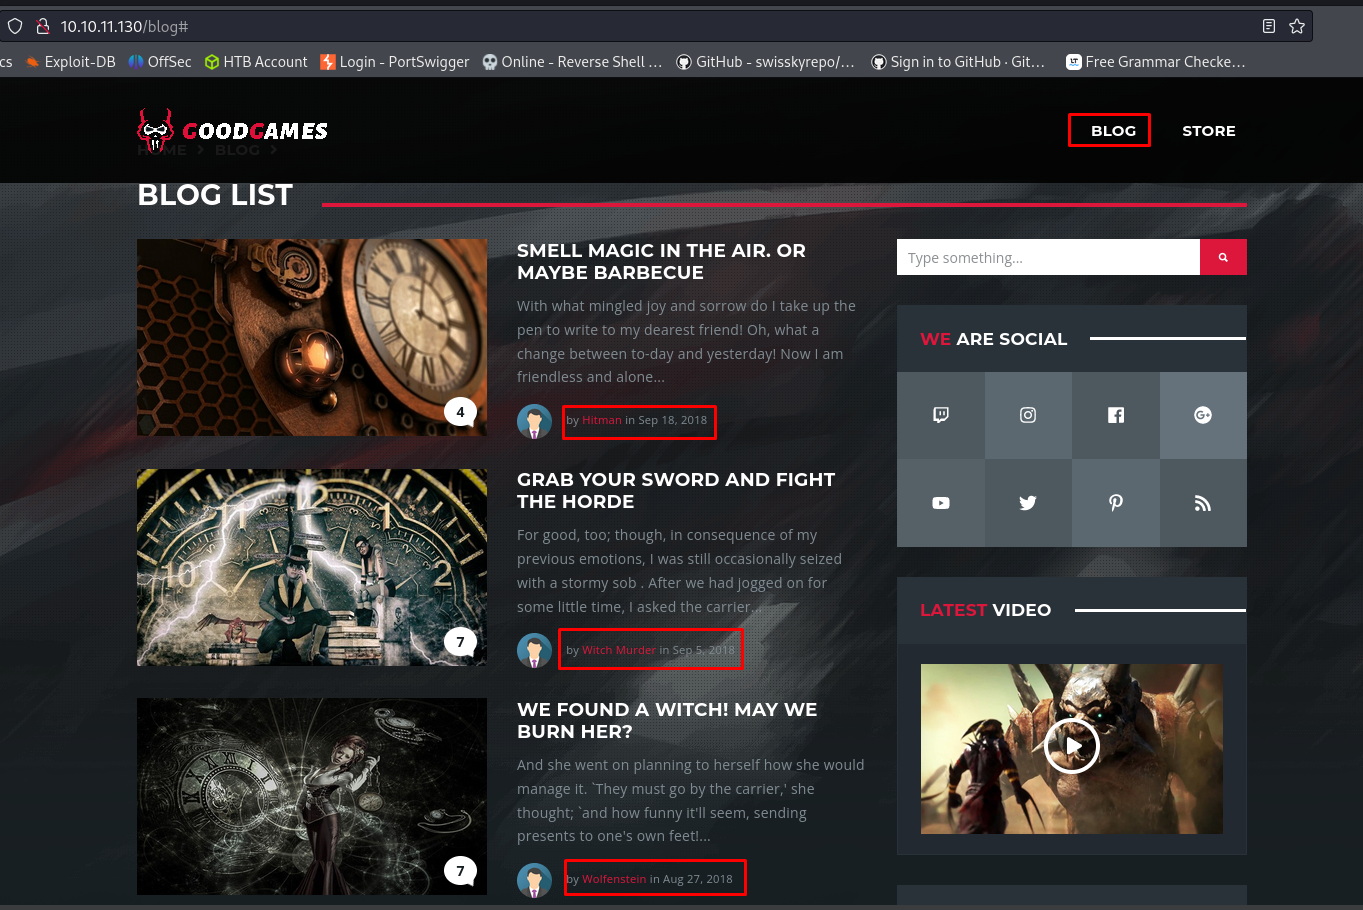 10.10.11.130/blog#
cs Exploit-DB OffSec HTB Account Login - PortSwigger Online - Reverse Shell ... GitHub - swisskyrepo/... Sign in to GitHub · Git... Free Grammar Checke...
GOODGAMES
BLOG STORE
HOME > BLOG >
BLOG LIST
SMELL MAGIC IN THE AIR. OR
MAYBE BARBECUE
With what mingled joy and sorrow do I take up the
pen to write to my dearest friend! Oh, what a
change between to-day and yesterday! Now I am
friendless and alone...
4
by Hitman in Sep 18, 2018
GRAB YOUR SWORD AND FIGHT
THE HORDE
For good, too; though, in consequence of my
previous emotions, I was still occasionally seized
with a stormy sob . After we had jogged on for
some little time, I asked the carrier...
7
by Witch Murder in Sep 5, 2018
WE FOUND A WITCH! MAY WE
BURN HER?
And she went on planning to herself how she would
manage it. `They must go by the carrier,' she
thought; `and how funny it'll seem, sending
presents to one's own feet!...
7
by Wolfenstein in Aug 27, 2018
Type something...
WE ARE SOCIAL
LATEST VIDEO